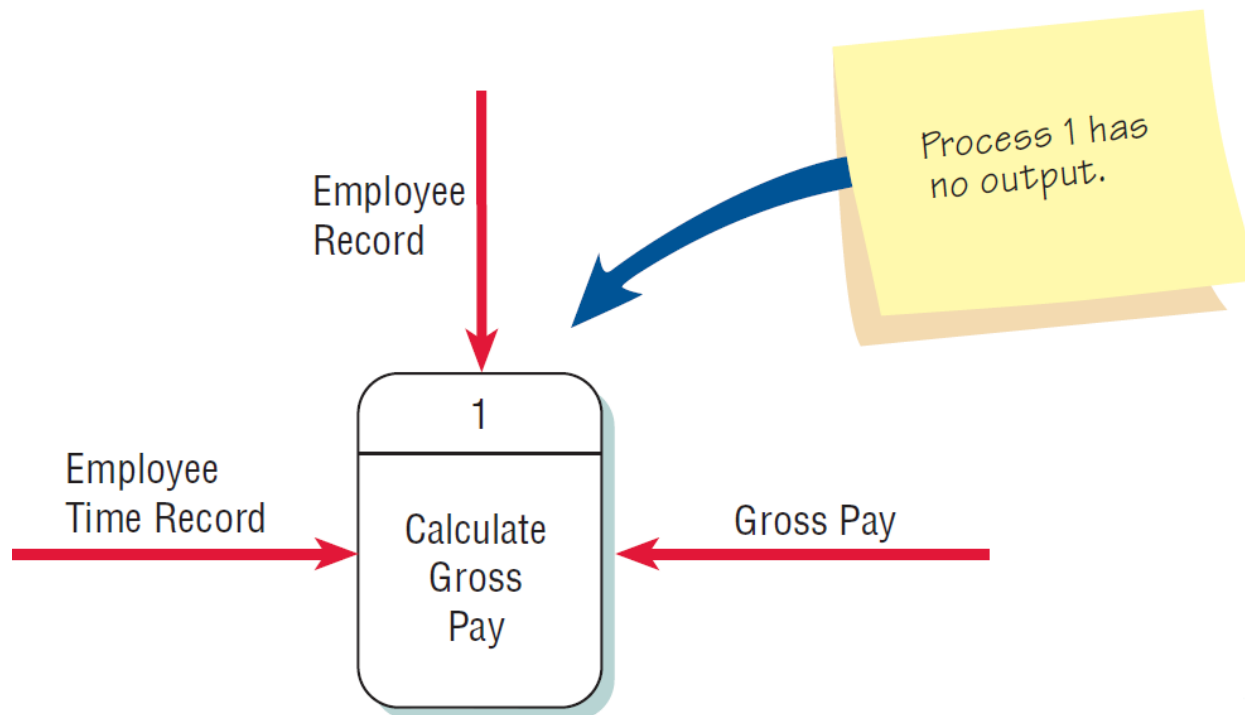 Process 1 has
no output.
Employee
Record
1
Employee
Time Record
Calculate
Gross
Pay
Gross Pay